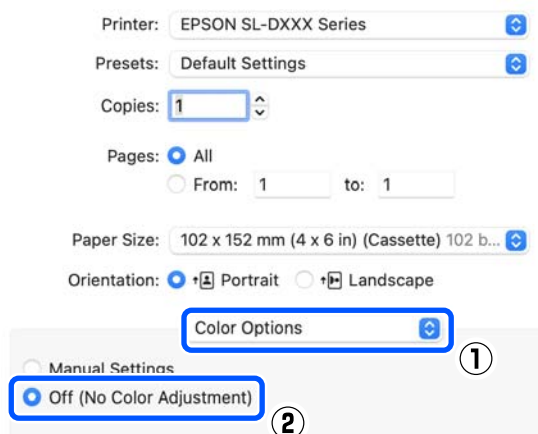 Printer: EPSON SL-DXXX Series
Presets: Default Settings
Copies: 1
Pages: All
From: 1 to: 1
Paper Size: 102 x 152 mm (4 x 6 in) (Cassette) 102 b...
Orientation: Portrait Landscape
Color Options
①
Manual Settings
Off (No Color Adjustment)
②